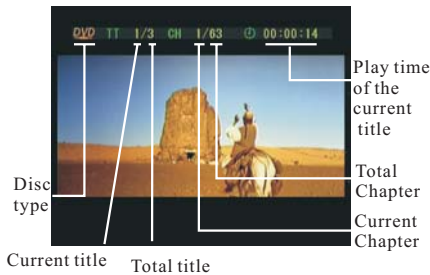 DVD TT 1/3 CH 1/63 00:00:14
Play time
of the
current
title
Total
Chapter
Current
Chapter
Disc
type
Current title
Total title